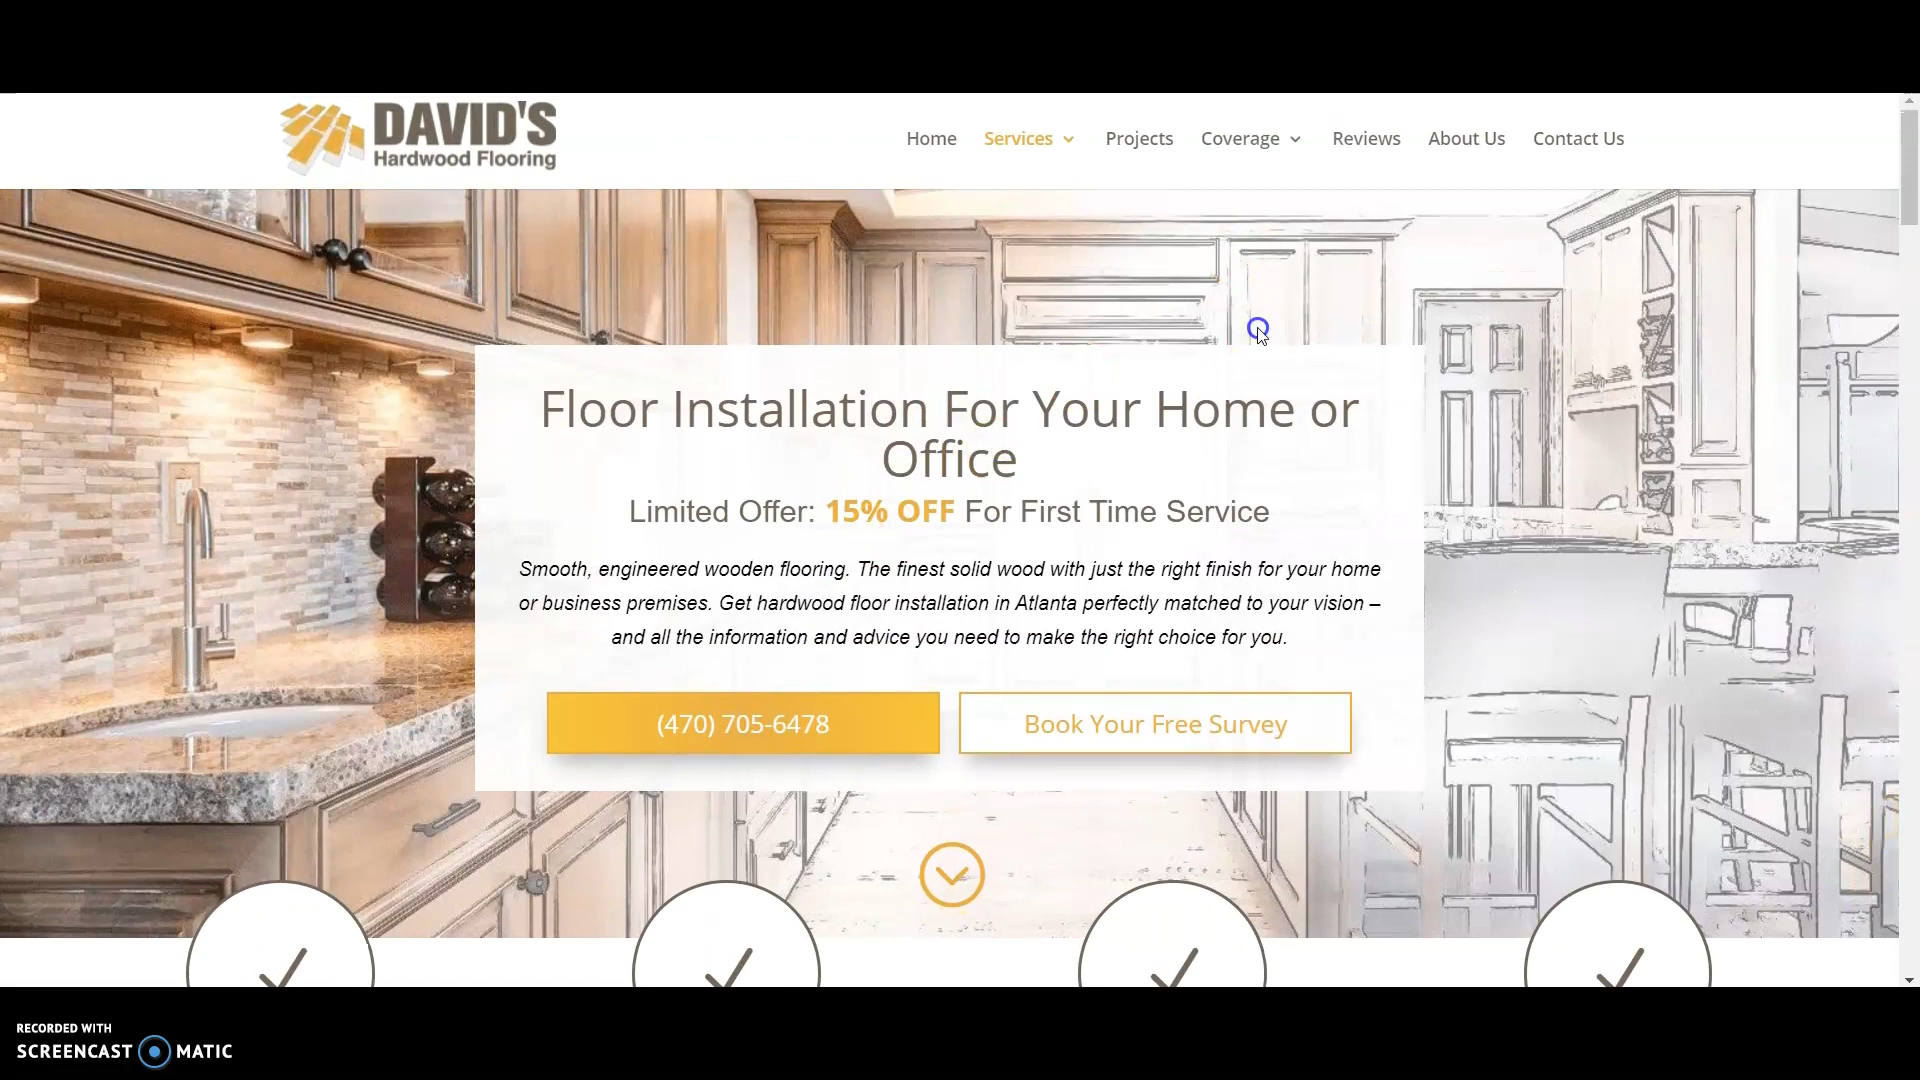 DAVID'S
Hardwood Flooring
Home Services Projects Coverage Reviews About Us Contact Us
Floor Installation For Your Home or
Office
Limited Offer: 15% OFF For First Time Service
Smooth, engineered wooden flooring. The finest solid wood with just the right finish for your home
or business premises. Get hardwood floor installation in Atlanta perfectly matched to your vision –
and all the information and advice you need to make the right choice for you.
(470) 705-6478
Book Your Free Survey
RECORDED WITH
SCREENCAST MATIC